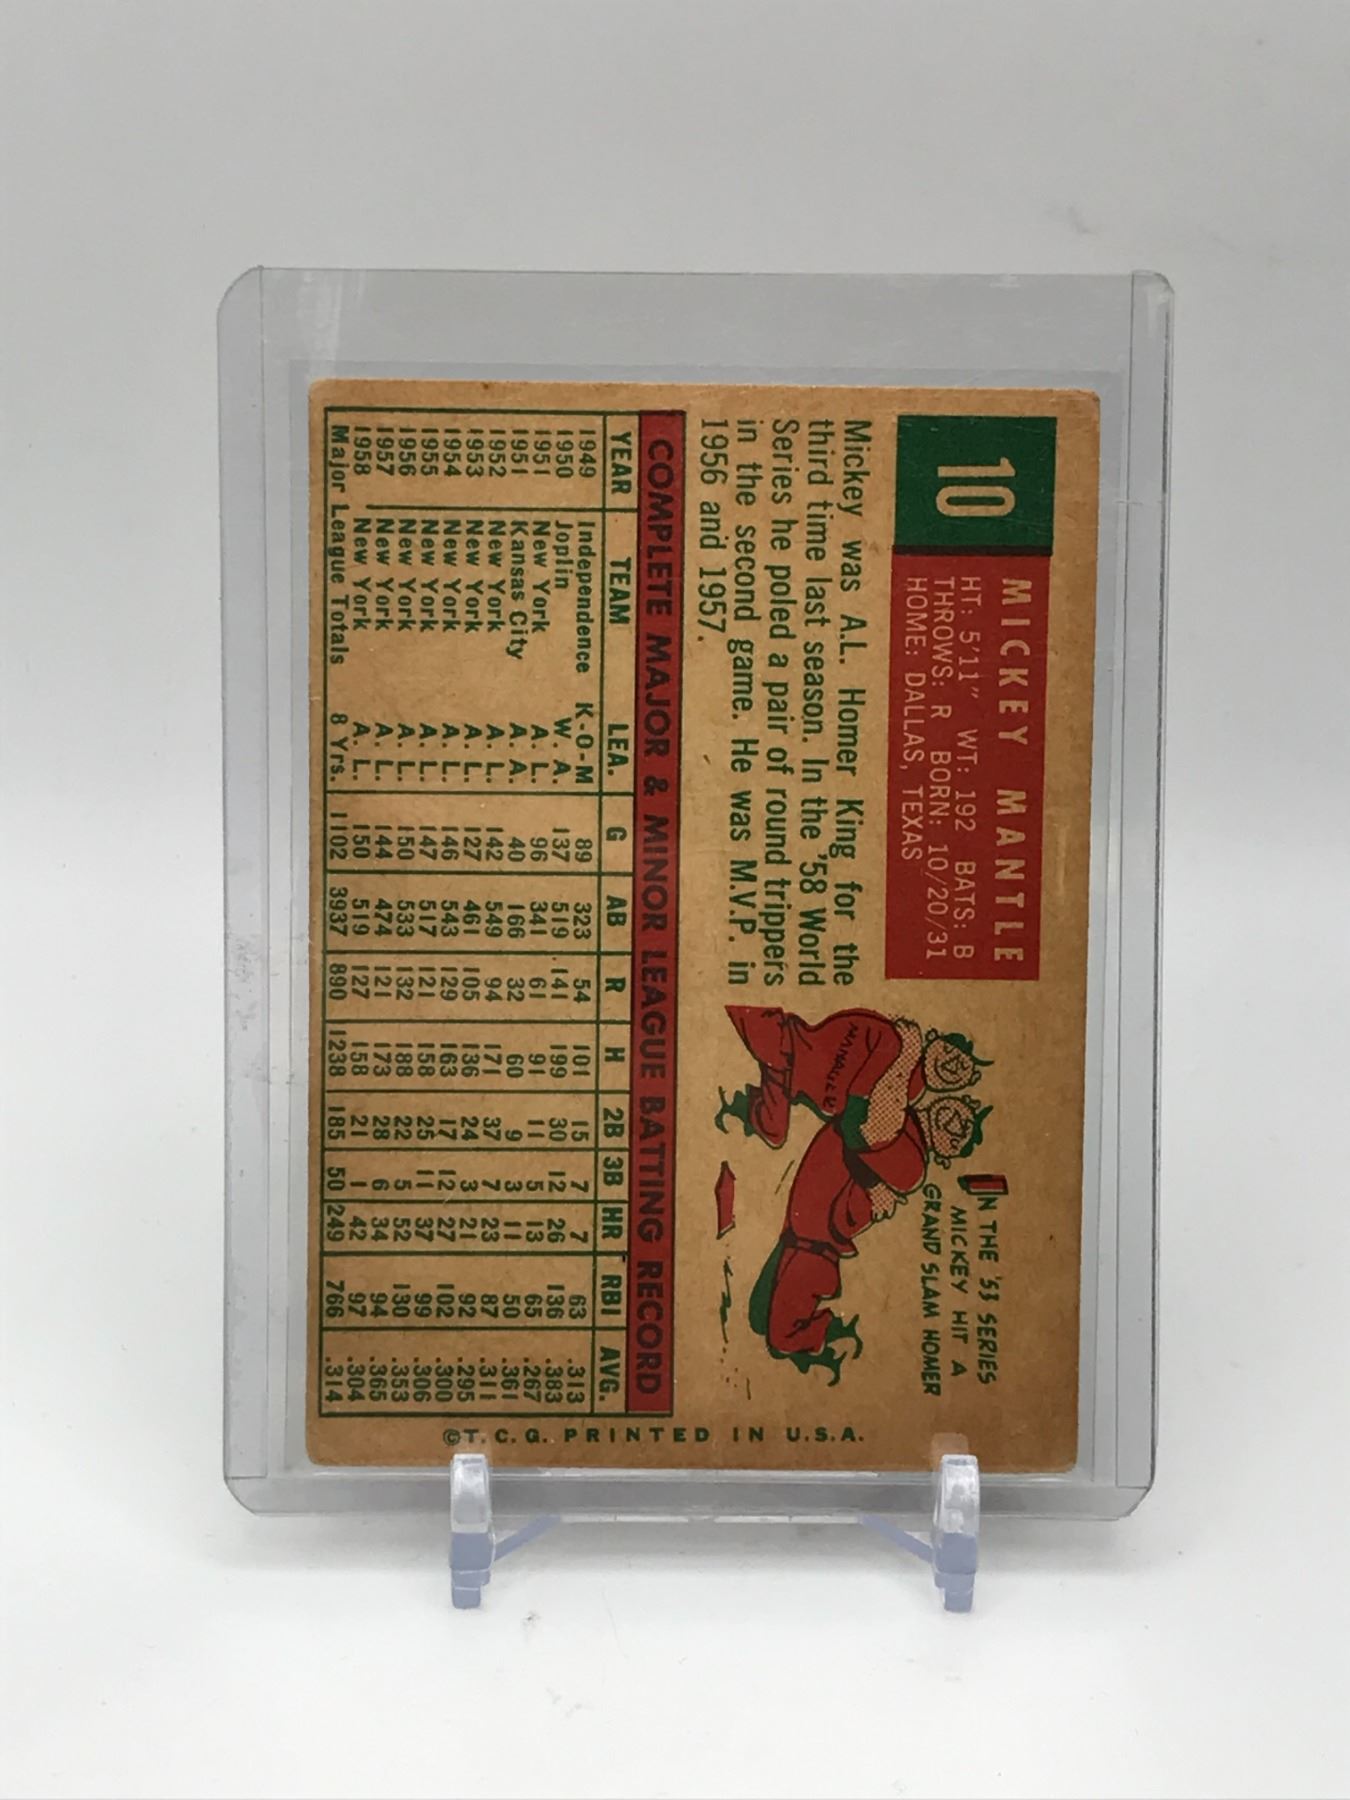 10
MICKEY MANTLE
HT: 5'11" WT: 192 BATS: B
THROWS: R BORN: 10/20/31
HOME: DALLAS, TEXAS
Mickey was A.L. Homer King for the
third time last season. In the '58 World
Series he poled a pair of round trippers
in the second game. He was M.V.P. in
1956 and 1957.
MANAGER
IN THE '53 SERIES
MICKEY HIT A
GRAND SLAM HOMER
COMPLETE MAJOR & MINOR LEAGUE BATTING RECORD
YEAR TEAM LEA. G AB R H 2B 3B HR RBI AVG.
1949 Independence K-O-M 89 323 54 101 15 7 7 63 .313
1950 Joplin W. A. 137 519 141 199 30 12 26 136 .383
1951 New York A. L. 96 341 61 91 11 5 13 65 .267
1951 Kansas City A. A. 40 166 32 60 9 3 11 50 .361
1952 New York A. L. 142 549 94 171 37 7 23 87 .311
1953 New York A. L. 127 461 105 136 24 3 21 92 .295
1954 New York A. L. 146 543 129 163 17 12 27 102 .300
1955 New York A. L. 147 517 121 158 25 11 37 99 .306
1956 New York A. L. 150 533 132 188 22 5 52 130 .353
1957 New York A. L. 144 474 121 173 28 6 34 94 .365
1958 New York A. L. 150 519 127 158 21 1 42 97 .304
Major League Totals 8 Yrs. 1102 3937 890 1238 185 50 249 766 .314
©T. C. G. PRINTED IN U.S.A.